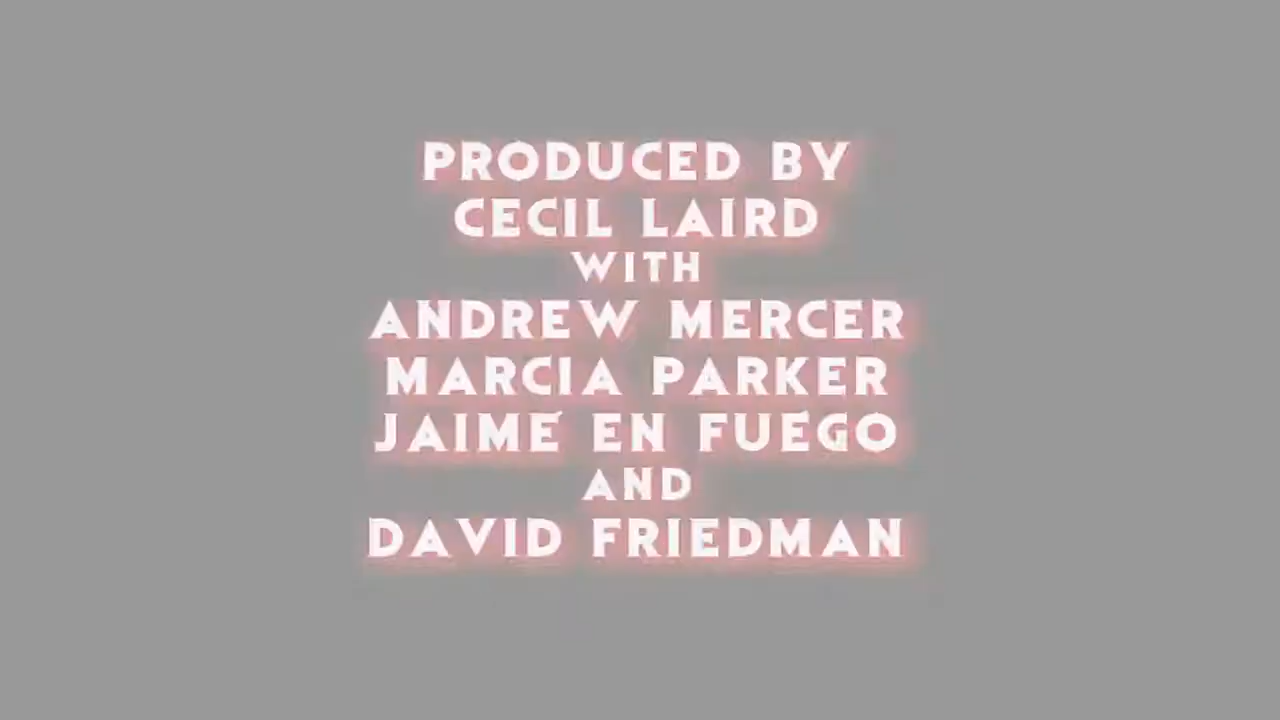 PRODUCED BY
CECIL LAIRD
WITH
ANDREW MERCER
MARCIA PARKER
JAIME EN FUEGO
AND
DAVID FRIEDMAN